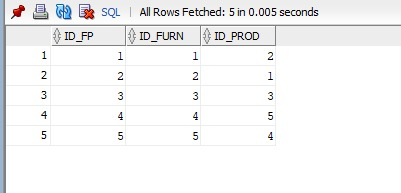 SQL | All Rows Fetched: 5 in 0.005 seconds
ID_FP ID_FURN ID_PROD
1 1 1 2
2 2 2 1
3 3 3 3
4 4 4 5
5 5 5 4